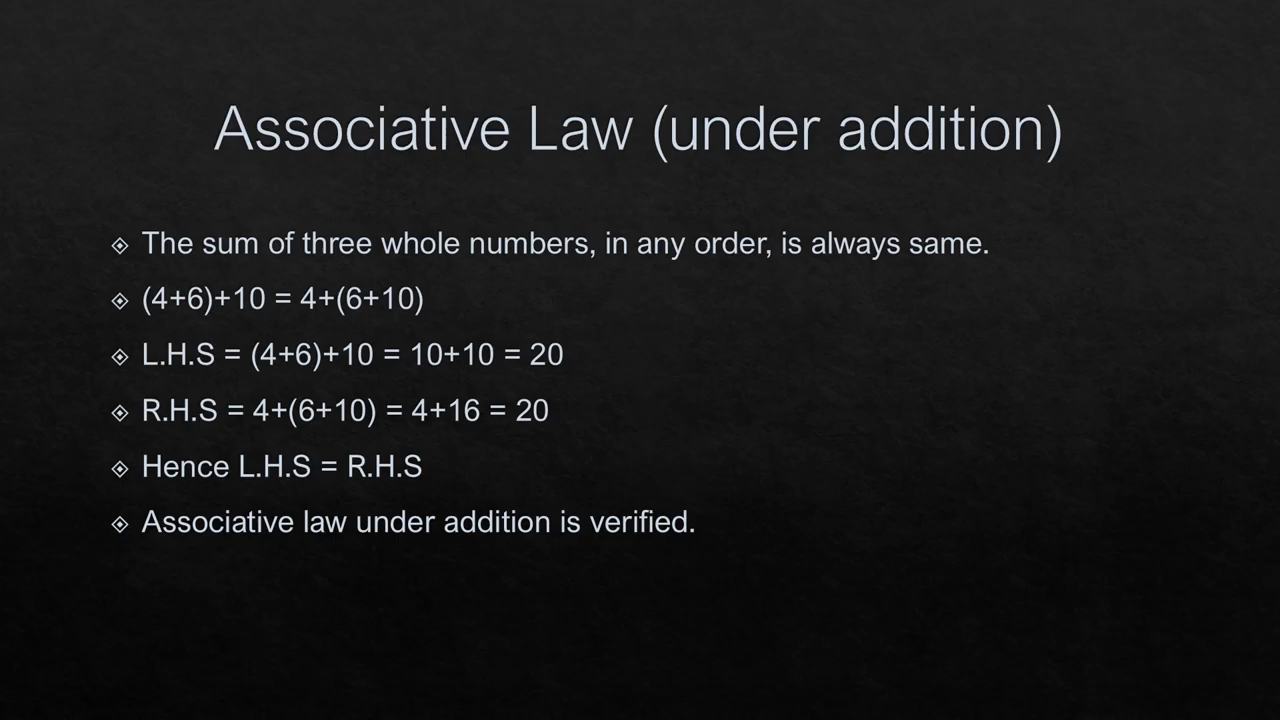 Associative Law (under addition)
The sum of three whole numbers, in any order, is always same.
(4+6)+10 = 4+(6+10)
L.H.S = (4+6)+10 = 10+10 = 20
R.H.S = 4+(6+10) = 4+16 = 20
Hence L.H.S = R.H.S
Associative law under addition is verified.